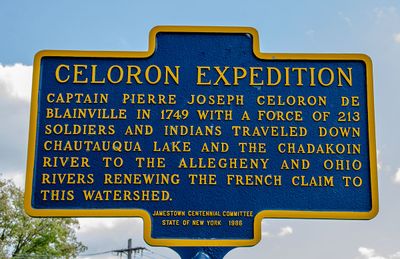 CELORON EXPEDITION
CAPTAIN PIERRE JOSEPH CELORON DE
BLAINVILLE IN 1749 WITH A FORCE OF 213
SOLDIERS AND INDIANS TRAVELED DOWN
CHAUTAUQUA LAKE AND THE CHADAKOIN
RIVER TO THE ALLEGHENY AND OHIO
RIVERS RENEWING THE FRENCH CLAIM TO
THIS WATERSHED.
JAMESTOWN CENTENNIAL COMMITTEE
STATE OF NEW YORK 1986